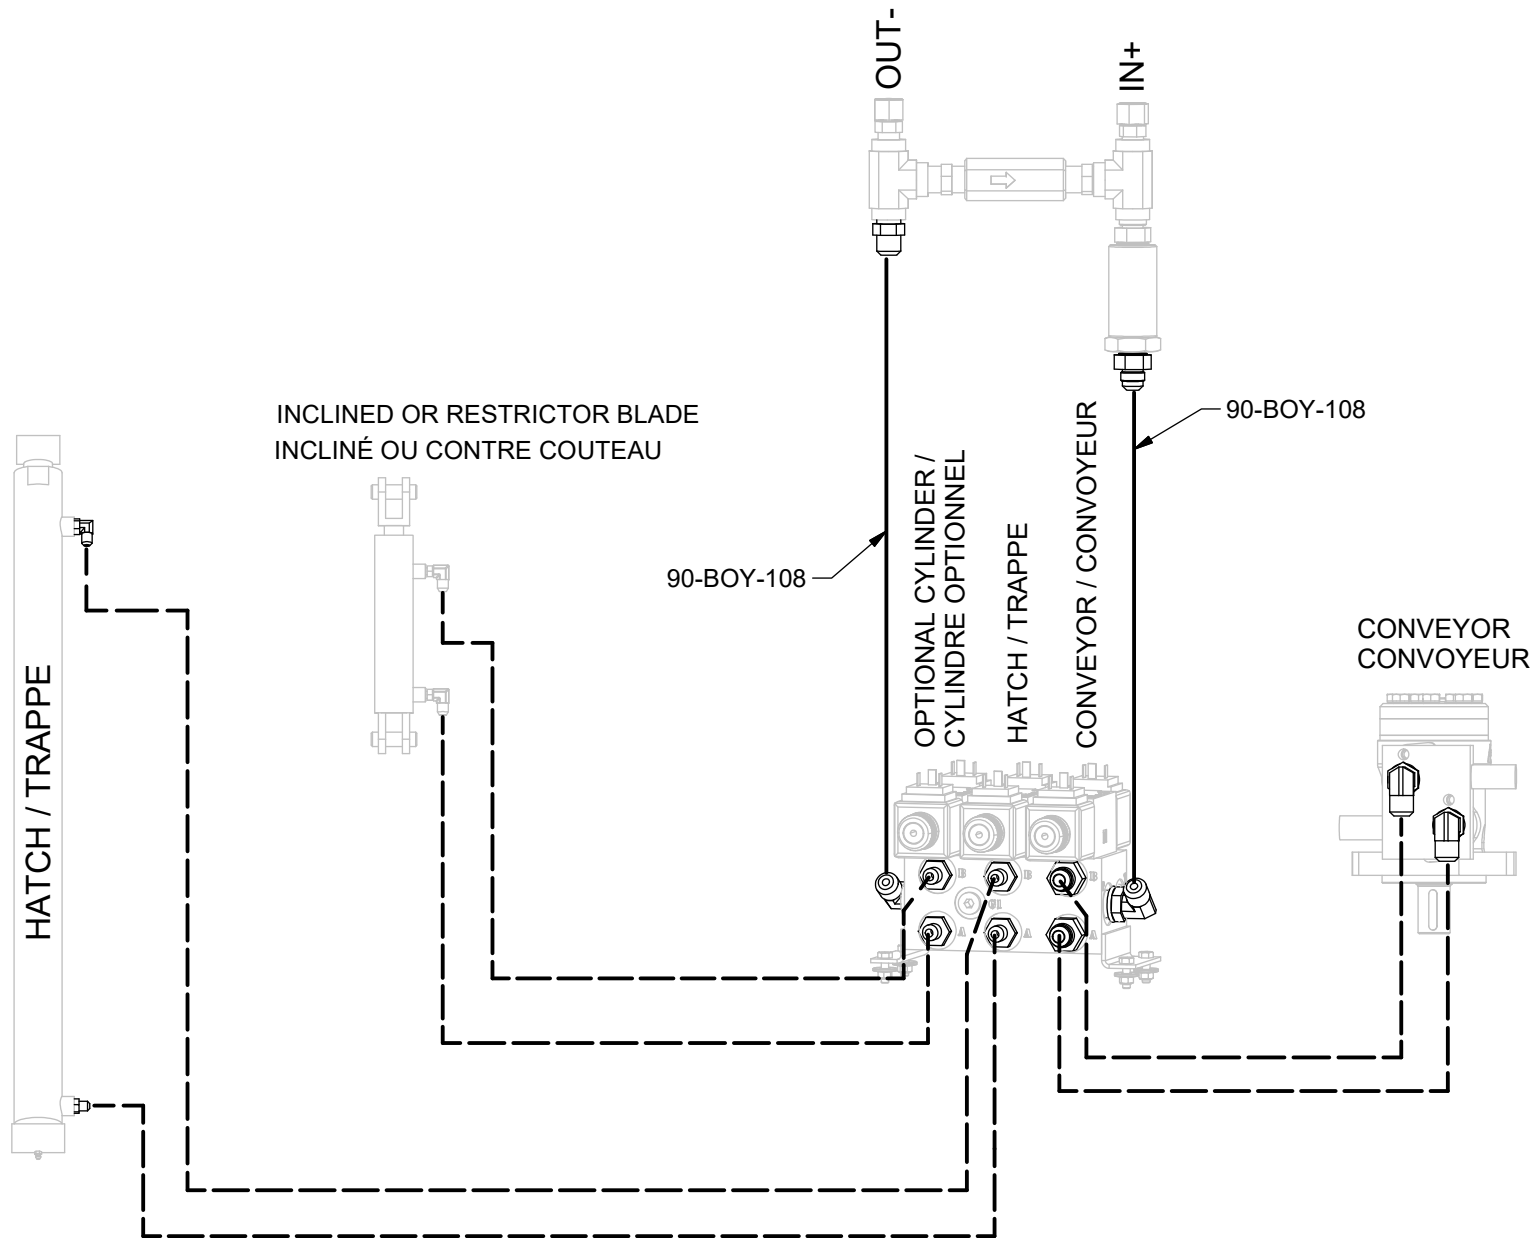 OUT-
IN+
INCLINED OR RESTRICTOR BLADE
INCLINÉ OU CONTRE COUTEAU
90-BOY-108
90-BOY-108
OPTIONAL CYLINDER /
CYLINDRE OPTIONNEL
HATCH / TRAPPE
CONVEYOR / CONVOYEUR
CONVEYOR
CONVOYEUR
HATCH / TRAPPE
B
B
B
A
A
A